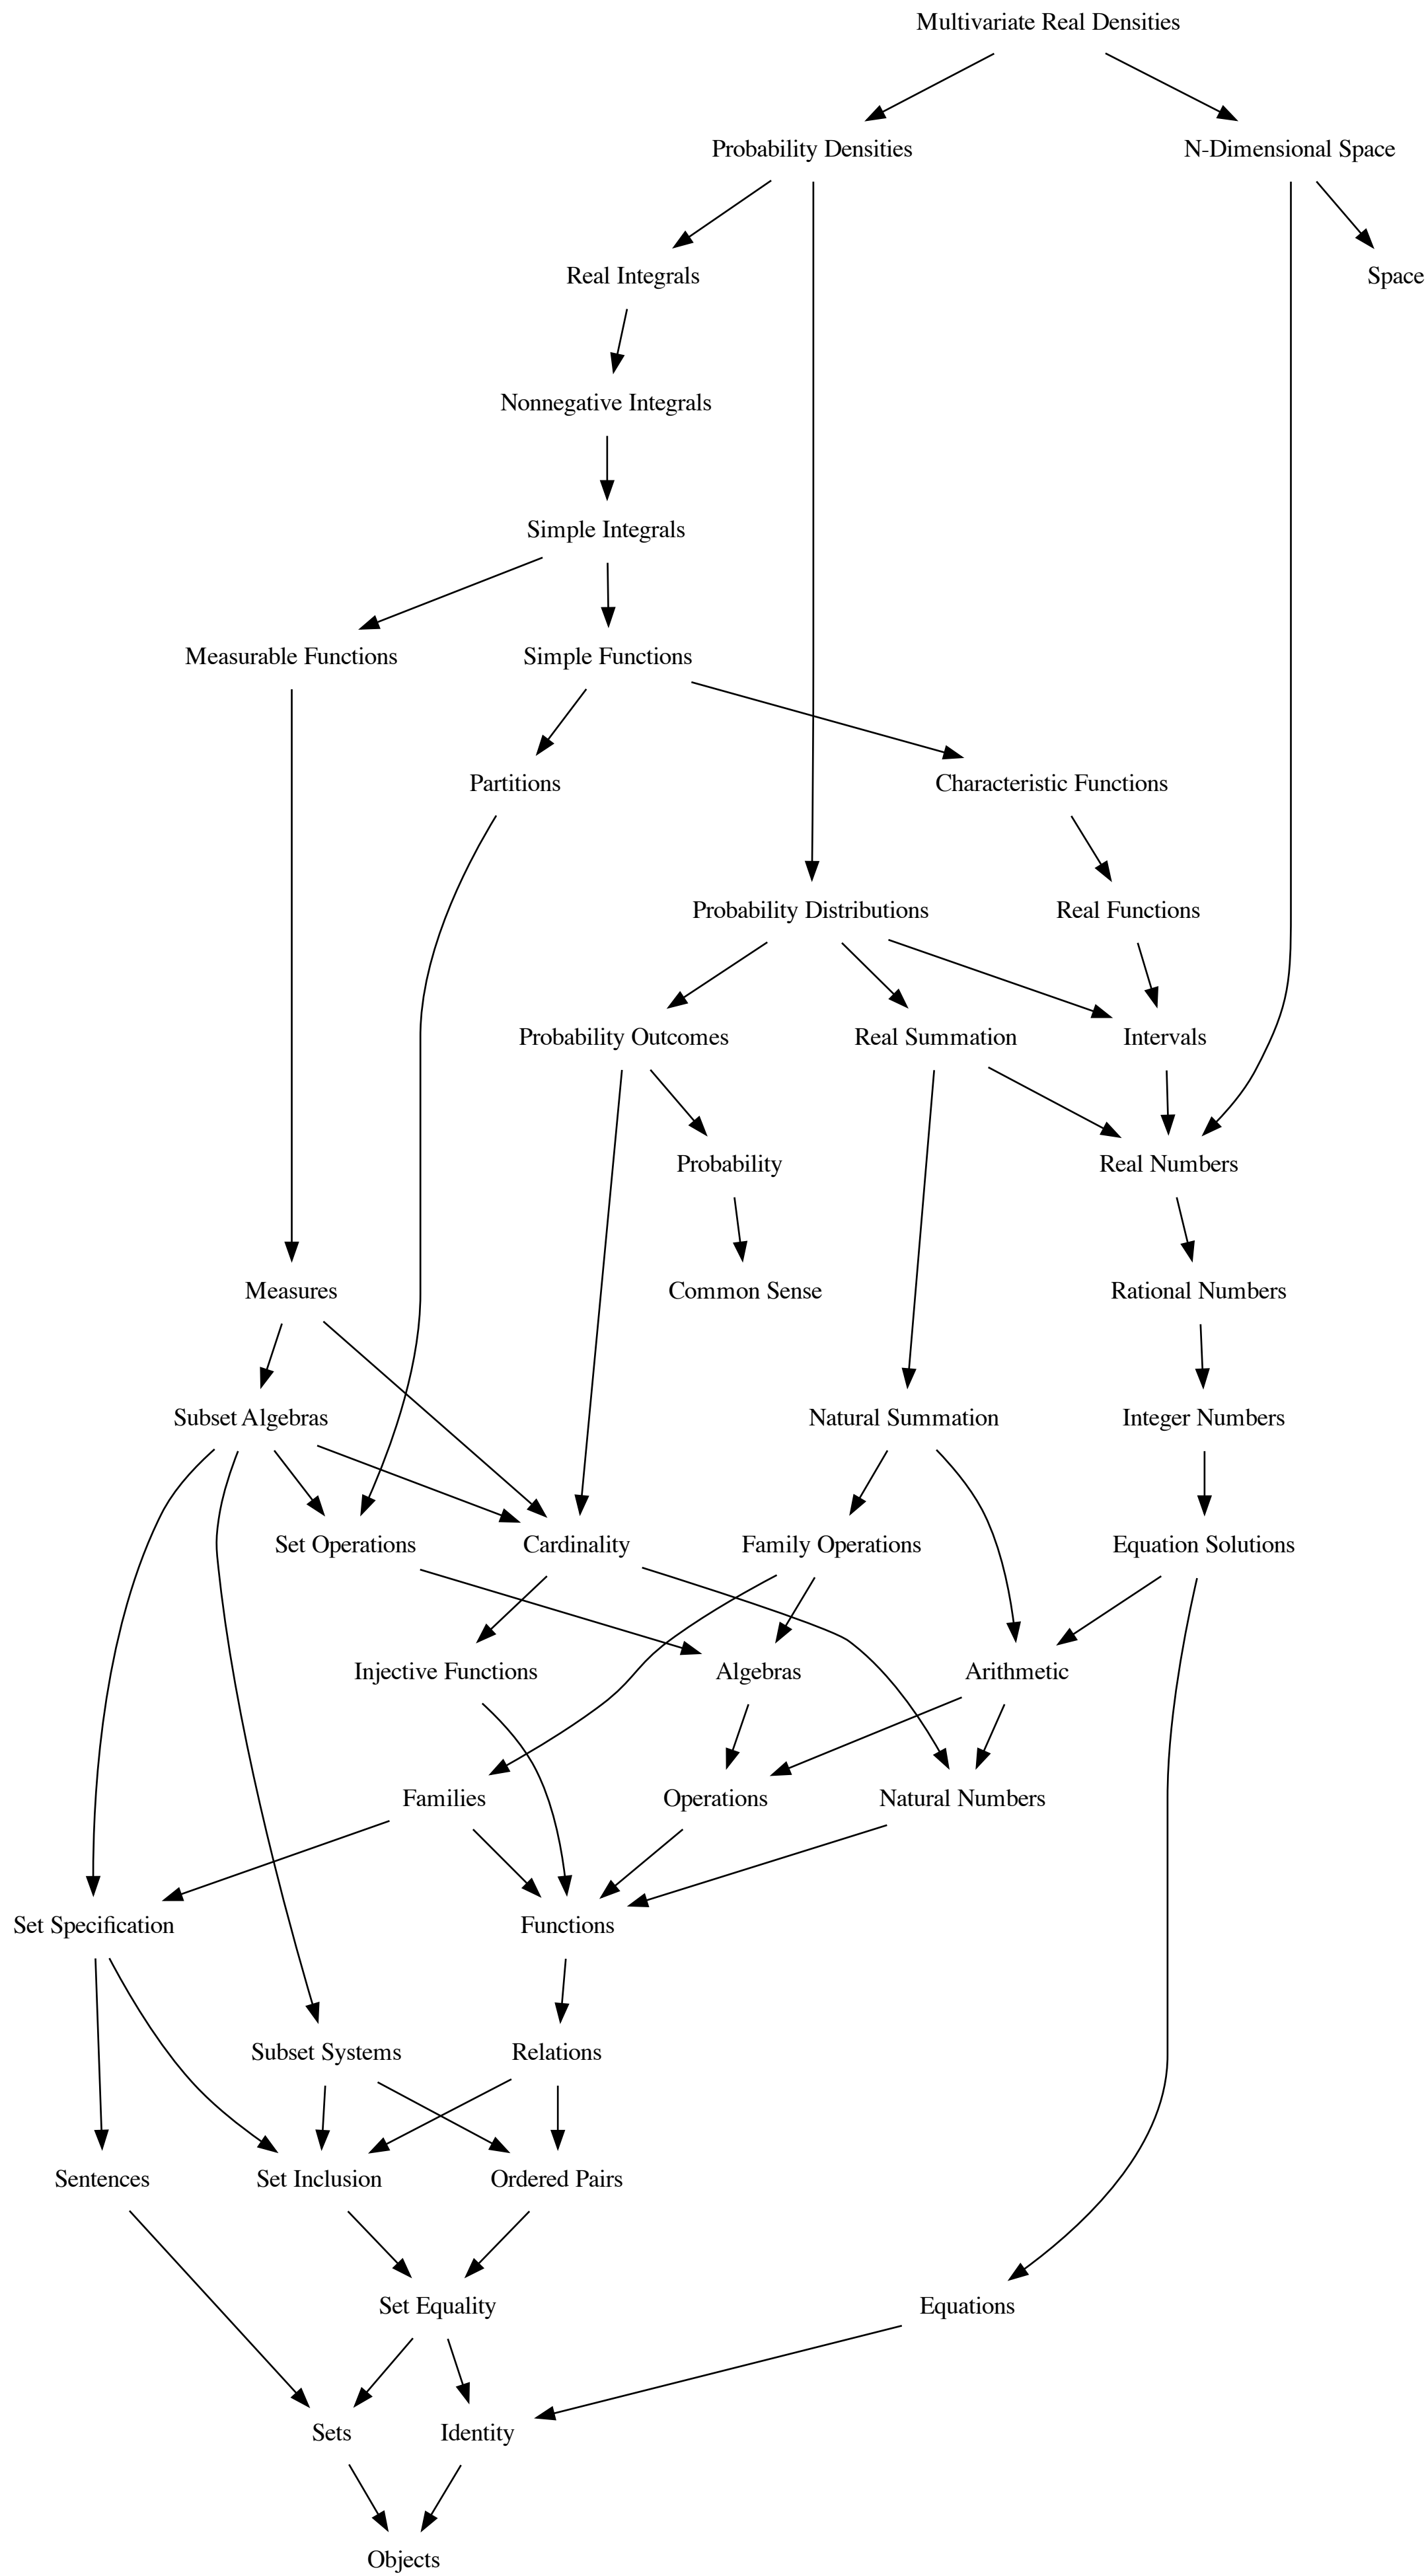 Multivariate Real Densities
Probability Densities
N-Dimensional Space
Real Integrals
Space
Nonnegative Integrals
Simple Integrals
Measurable Functions
Simple Functions
Partitions
Characteristic Functions
Probability Distributions
Real Functions
Probability Outcomes
Real Summation
Intervals
Probability
Real Numbers
Measures
Common Sense
Rational Numbers
Subset Algebras
Natural Summation
Integer Numbers
Set Operations
Cardinality
Family Operations
Equation Solutions
Injective Functions
Algebras
Arithmetic
Families
Operations
Natural Numbers
Set Specification
Functions
Subset Systems
Relations
Sentences
Set Inclusion
Ordered Pairs
Set Equality
Equations
Sets
Identity
Objects